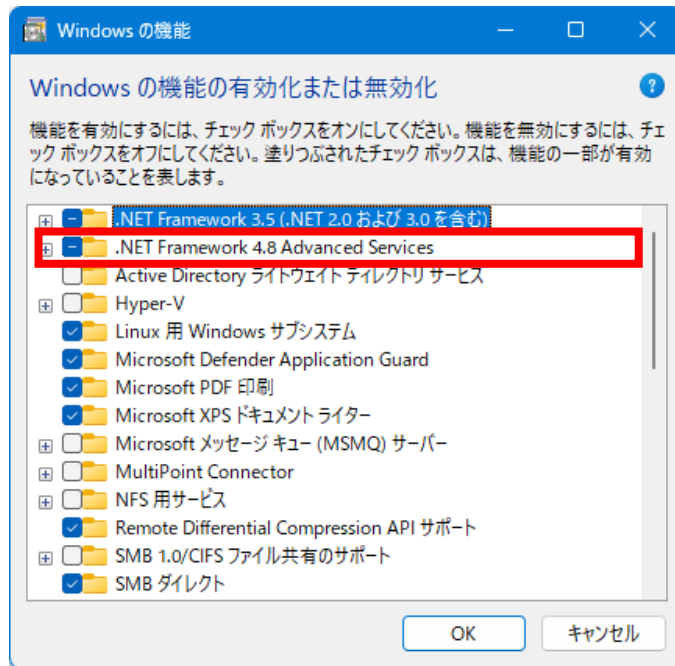 Windows の機能
Windows の機能の有効化または無効化
機能を有効にするには、チェック ボックスをオンにしてください。機能を無効にするには、チェ
ック ボックスをオフにしてください。塗りつぶされたチェック ボックスは、機能の一部が有効
になっていることを表します。
.NET Framework 3.5 (.NET 2.0 および 3.0 を含む)
.NET Framework 4.8 Advanced Services
Active Directory ライトウェイト ディレクトリ サービス
Hyper-V
Linux 用 Windows サブシステム
Microsoft Defender Application Guard
Microsoft PDF 印刷
Microsoft XPS ドキュメント ライター
Microsoft メッセージ キュー (MSMQ) サーバー
MultiPoint Connector
NFS 用サービス
Remote Differential Compression API サポート
SMB 1.0/CIFS ファイル共有のサポート
SMB ダイレクト
OK
キャンセル